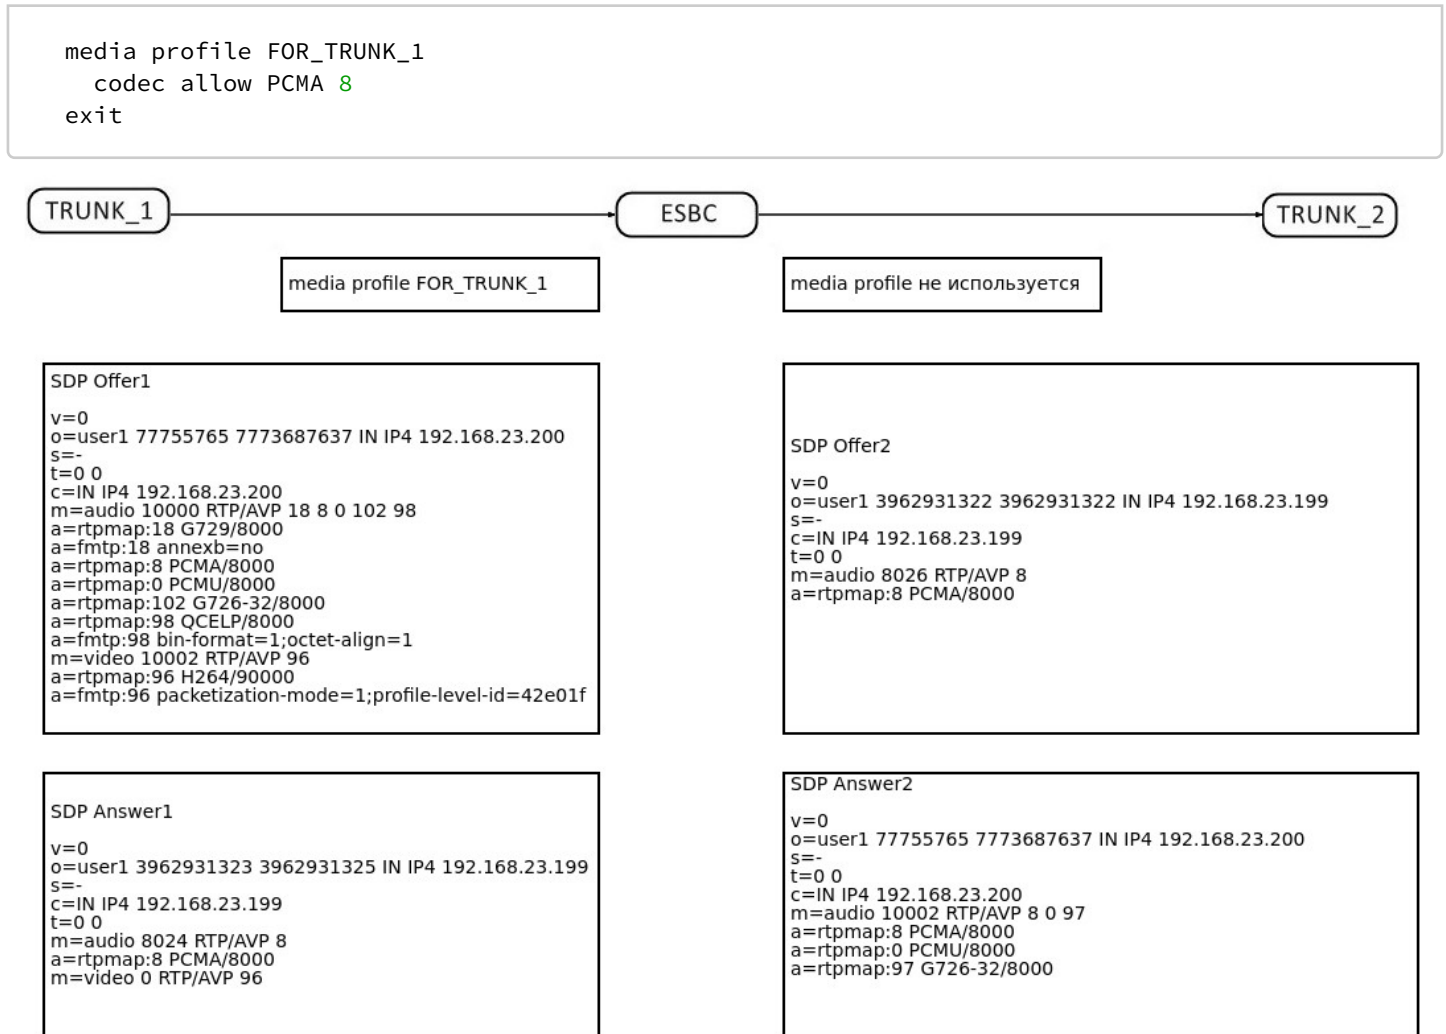 media profile FOR_TRUNK_1
codec allow PCMA 8
exit
TRUNK_1
ESBC
TRUNK_2
media profile FOR_TRUNK_1
media profile не используется
SDP Offer1
v=0
o=user1 77755765 7773687637 IN IP4 192.168.23.200
s=-
t=0 0
c=IN IP4 192.168.23.200
m=audio 10000 RTP/AVP 18 8 0 102 98
a=rtpmap:18 G729/8000
a=fmtp:18 annexb=no
a=rtpmap:8 PCMA/8000
a=rtpmap:0 PCMU/8000
a=rtpmap:102 G726-32/8000
a=rtpmap:98 QCELP/8000
a=fmtp:98 bin-format=1;octet-align=1
m=video 10002 RTP/AVP 96
a=rtpmap:96 H264/90000
a=fmtp:96 packetization-mode=1;profile-level-id=42e01f
SDP Offer2
v=0
o=user1 3962931322 3962931322 IN IP4 192.168.23.199
s=-
c=IN IP4 192.168.23.199
t=0 0
m=audio 8026 RTP/AVP 8
a=rtpmap:8 PCMA/8000
SDP Answer1
v=0
o=user1 3962931323 3962931325 IN IP4 192.168.23.199
s=-
c=IN IP4 192.168.23.199
t=0 0
m=audio 8024 RTP/AVP 8
a=rtpmap:8 PCMA/8000
m=video 0 RTP/AVP 96
SDP Answer2
v=0
o=user1 77755765 7773687637 IN IP4 192.168.23.200
s=-
t=0 0
c=IN IP4 192.168.23.200
m=audio 10002 RTP/AVP 8 0 97
a=rtpmap:8 PCMA/8000
a=rtpmap:0 PCMU/8000
a=rtpmap:97 G726-32/8000